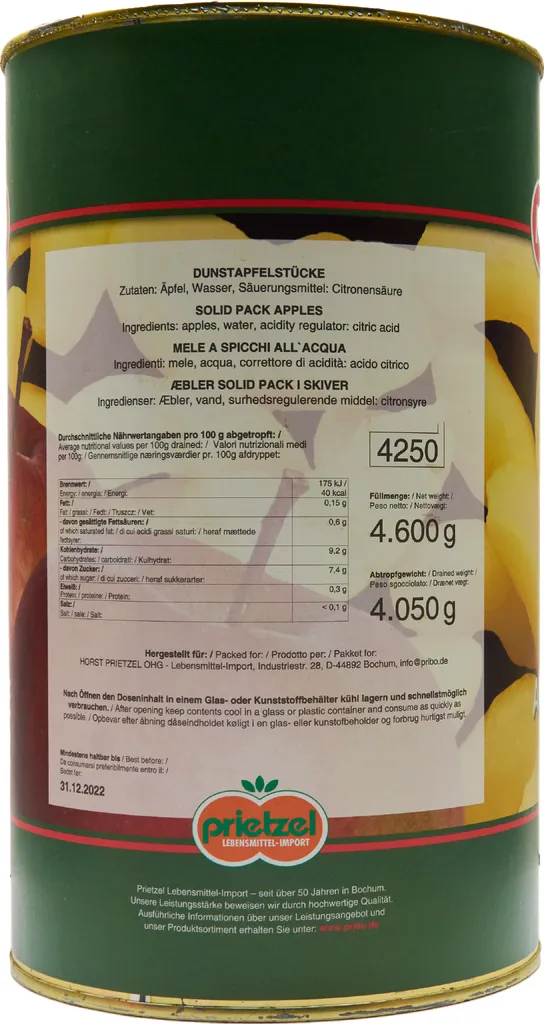 DUNSTAPFELSTÜCKE
Zutaten: Äpfel, Wasser, Säuerungsmittel: Citronensäure
SOLID PACK APPLES
Ingredients: apples, water, acidity regulator: citric acid
MELE A SPICCHI ALL`ACQUA
Ingredienti: mele, acqua, correttore di acidità: acido citrico
ÆBLER SOLID PACK I SKIVER
Ingredienser: Æbler, vand, surhedsregulerende middel: citronsyre
Durchschnittliche Nährwertangaben pro 100 g abgetropft: /
Average nutritional values per 100g drained: / Valori nutrizionali medi
per 100g: / Gennemsnitlige næringsværdier pr. 100g afdryppet:
Brennwert: / 175 kJ /
Energy: / energia: / Energi: 40 kcal
Fett: / 0,15 g
Fat: / grassi: / Fedt: / Tłuszcz: / Vet:
- davon gesättigte Fettsäuren: / 0,6 g
of which saturated fat: / di cui acidi grassi saturi: / heraf mættede
fedtsyrer:
Kohlenhydrate: / 9,2 g
Carbohydrates: / carboidrati: / Kulhydrat:
- davon Zucker: / 7,4 g
of which sugar: / di cui zuccheri: / heraf sukkerarter:
Eiweiß: / 0,3 g
Protein: / proteine: / Protein:
Salz: / < 0,1 g
Salt: / sale: / Salt:
4250
Füllmenge: / Net weight: /
Peso netto: / Nettovægt:
4.600 g
Abtropfgewicht: / Drained weight: /
Peso sgocciolato: / Drænet vægt:
4.050 g
Hergestellt für: / Packed for: / Prodotto per: / Pakket for:
HORST PRIETZEL OHG - Lebensmittel-Import, Industriestr. 28, D-44892 Bochum, info@pribo.de
Nach Öffnen den Doseninhalt in einem Glas- oder Kunststoffbehälter kühl lagern und schnellstmöglich
verbrauchen. / After opening keep contents cool in a glass or plastic container and consume as quickly as
possible. / Opbevar efter åbning dåseindholdet køligt i en glas- eller kunstofbeholder og forbrug hurtigst muligt.
Mindestens haltbar bis / Best before: /
Da consumarsi preferibilmente entro il: /
Bedst før:
31.12.2022
prietzel
LEBENSMITTEL-IMPORT
Prietzel Lebensmittel-Import – seit über 50 Jahren in Bochum.
Unsere Leistungsstärke beweisen wir durch hochwertige Qualität.
Ausführliche Informationen über unser Leistungsangebot und
unser Produktsortiment erhalten Sie unter: www.pribo.de